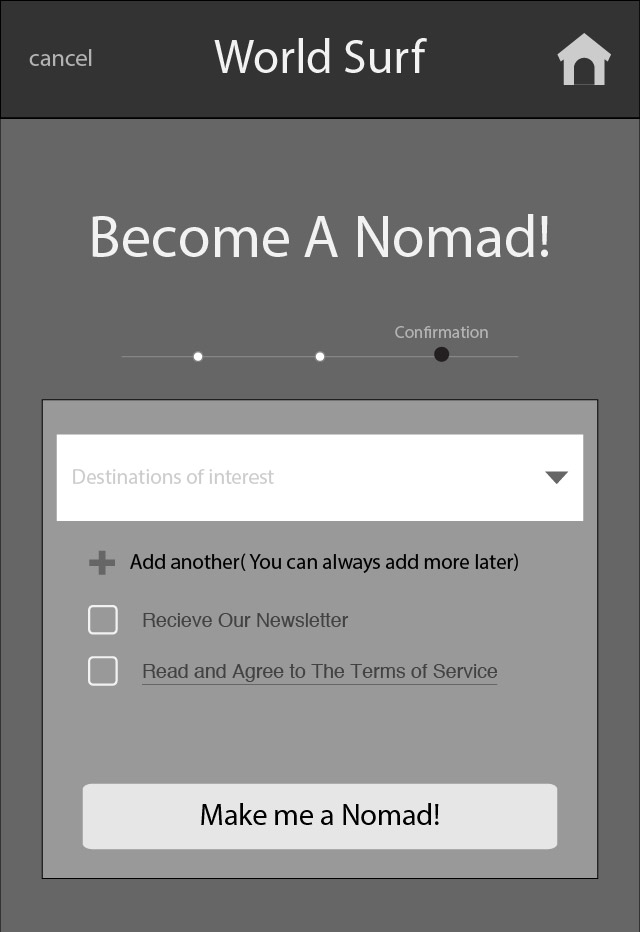 cancel
World Surf
Become A Nomad!
Confirmation
Destinations of interest
Add another( You can always add more later)
Recieve Our Newsletter
Read and Agree to The Terms of Service
Make me a Nomad!